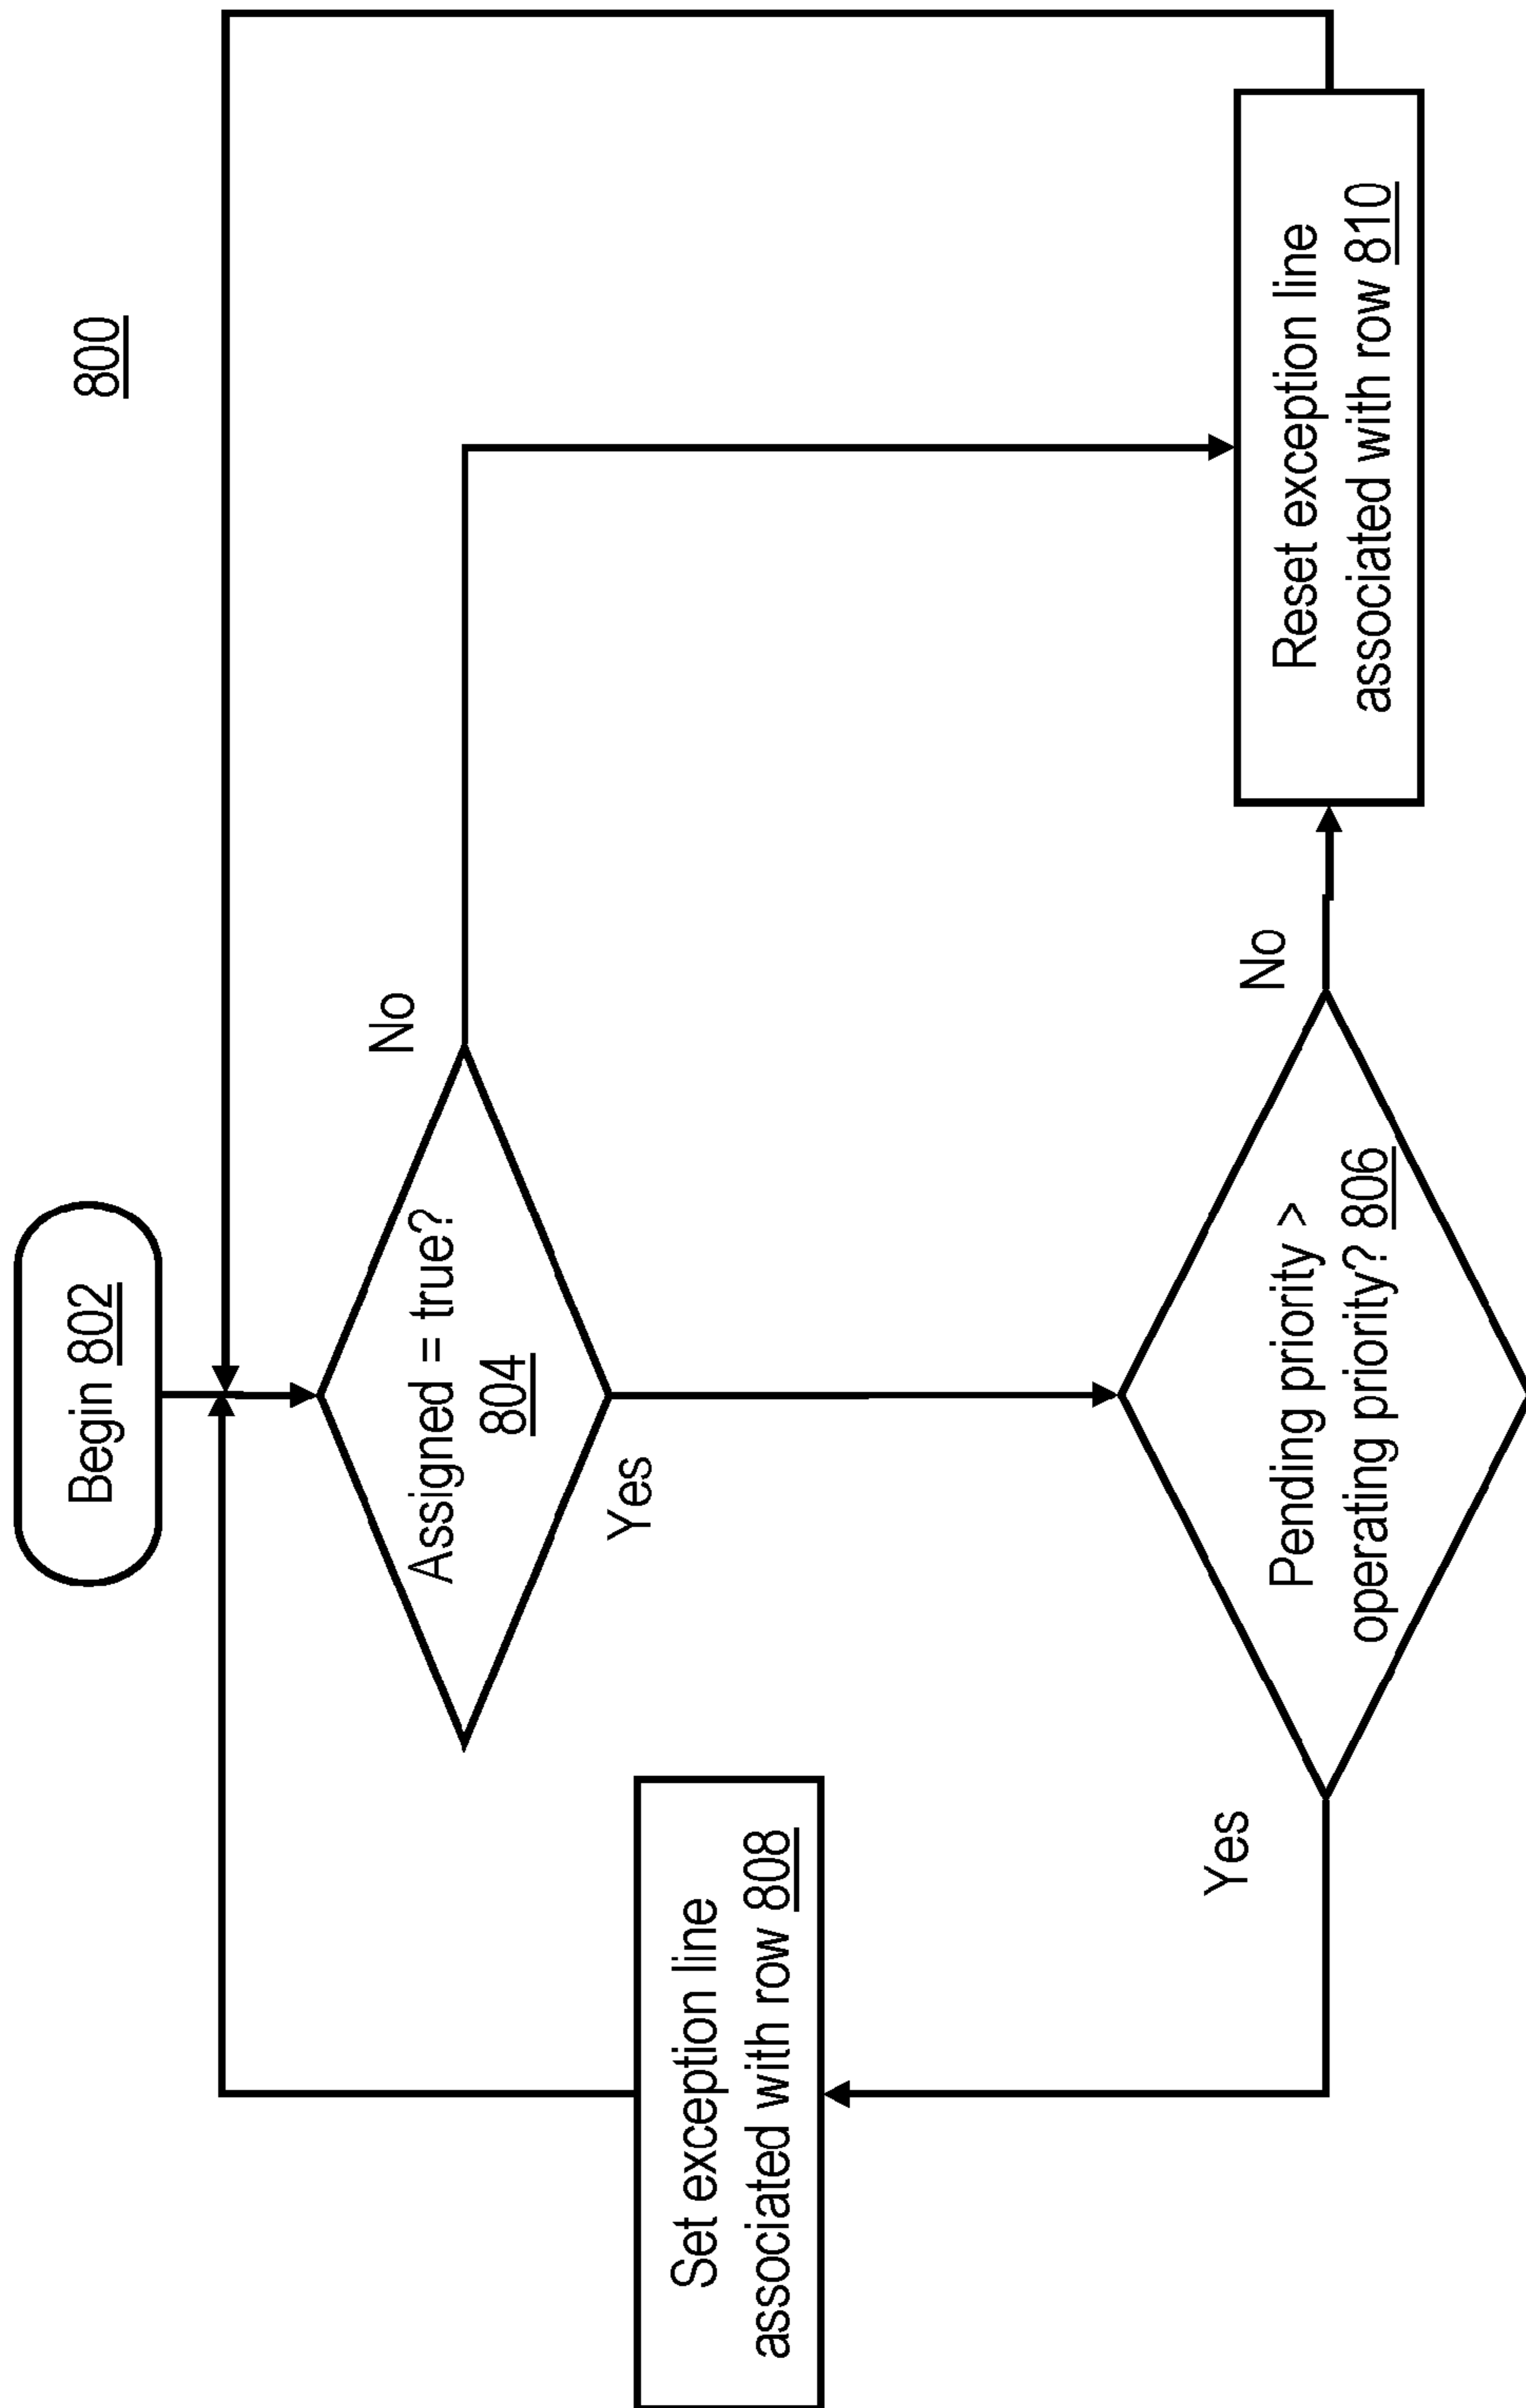 800
Begin 802
Assigned = true?
804
No
Yes
Pending priority >
operating priority? 806
Yes
No
Set exception line
associated with row 808
Reset exception line
associated with row 810